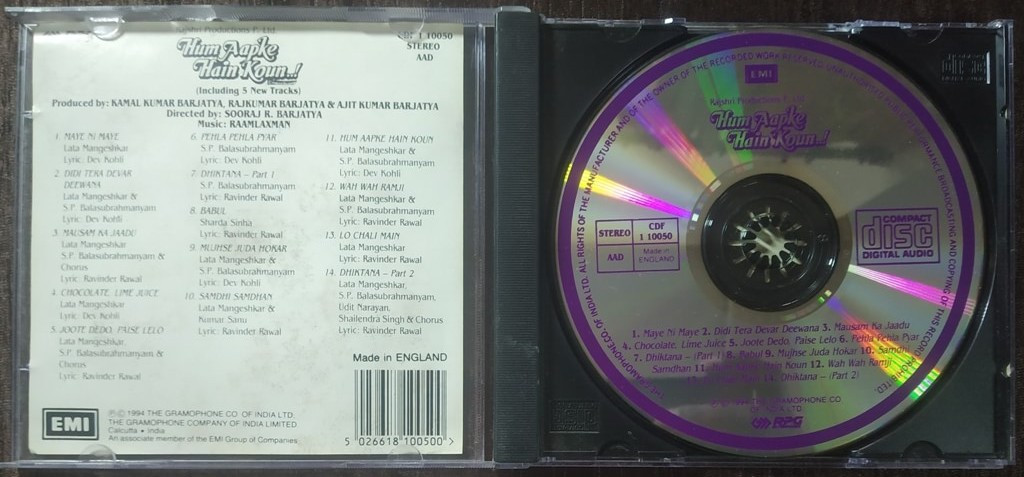 Rajshri Productions P. Ltd.
Hum Aapke
Hain Koun..!
(Including 5 New Tracks)
CDF 1 10050
STEREO
AAD
Produced by: KAMAL KUMAR BARJATYA, RAJKUMAR BARJATYA & AJIT KUMAR BARJATYA
Directed by: SOORAJ R. BARJATYA
Music: RAAMLAXMAN
1. MAYE NI MAYE
Lata Mangeshkar
Lyric: Dev Kohli
2. DIDI TERA DEVAR
DEEWANA
Lata Mangeshkar &
S.P. Balasubrahmanyam
Lyric: Dev Kohli
3. MAUSAM KA JAADU
Lata Mangeshkar
S.P. Balasubrahmanyam &
Chorus
Lyric: Ravinder Rawal
4. CHOCOLATE, LIME JUICE
Lata Mangeshkar
Lyric: Dev Kohli
5. JOOTE DEDO, PAISE LELO
Lata Mangeshkar,
S.P. Balasubrahmanyam &
Chorus
Lyric: Ravinder Rawal
6. PEHLA PEHLA PYAR
S.P. Balasubrahmanyam
Lyric: Dev Kohli
7. DHIKTANA – Part 1
S.P. Balasubrahmanyam
Lyric: Ravinder Rawal
8. BABUL
Sharda Sinha
Lyric: Ravinder Rawal
9. MUJHSE JUDA HOKAR
Lata Mangeshkar &
S.P. Balasubrahmanyam
Lyric: Dev Kohli
10. SAMDHI SAMDHAN
Lata Mangeshkar &
Kumar Sanu
Lyric: Ravinder Rawal
11. HUM AAPKE HAIN KOUN
Lata Mangeshkar &
S.P. Balasubrahmanyam
Lyric: Dev Kohli
12. WAH WAH RAMJI
Lata Mangeshkar &
S.P. Balasubrahmanyam
Lyric: Ravinder Rawal
13. LO CHALI MAIN
Lata Mangeshkar
Lyric: Ravinder Rawal
14. DHIKTANA – Part 2
Lata Mangeshkar,
S.P. Balasubrahmanyam,
Udit Narayan,
Shailendra Singh & Chorus
Lyric: Ravinder Rawal
Made in ENGLAND
EMI
Ⓟ© 1994 THE GRAMOPHONE CO. OF INDIA LTD.
THE GRAMOPHONE COMPANY OF INDIA LIMITED
Calcutta • India
An associate member of the EMI Group of Companies
5 026618 100500 >
THE GRAMOPHONE CO. OF INDIA LTD. ALL RIGHTS OF THE MANUFACTURER AND OF THE OWNER OF THE RECORDED WORK RESERVED UNAUTHORISED PUBLIC PERFORMANCE BROADCASTING AND COPYING OF THIS RECORD PROHIBITED
EMI
Rajshri Productions P. Ltd.
Hum Aapke
Hain Koun..!
STEREO
AAD
CDF
1 10050
Made in
ENGLAND
COMPACT
disc
DIGITAL AUDIO
1. Maye Ni Maye 2. Didi Tera Devar Deewana 3. Mausam Ka Jaadu
4. Chocolate, Lime Juice 5. Joote Dedo, Paise Lelo 6. Pehla Pehla Pyar
7. Dhiktana – (Part 1) 8. Babul 9. Mujhse Juda Hokar 10. Samdhi
Samdhan 11. Hum Aapke Hain Koun 12. Wah Wah Ramji
13. Lo Chali Main 14. Dhiktana – (Part 2)
1994 THE GRAMOPHONE CO.
OF INDIA LTD.
RPG